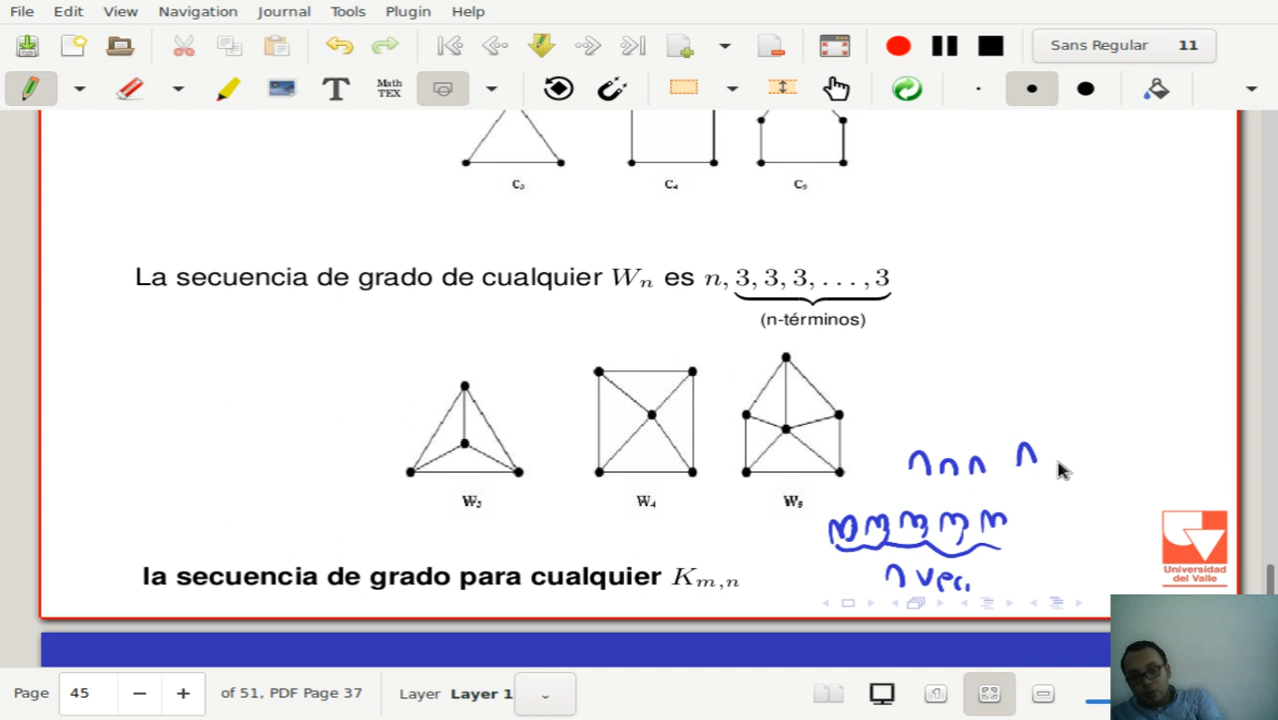 File Edit View Navigation Journal Tools Plugin Help
Sans Regular 11
T Math TEX
C₃ C₄ C₅
La secuencia de grado de cualquier Wₙ es n, 3, 3, 3, . . . , 3
(n-términos)
W₃ W₄ W₅
n n n n
m m m m m
n vec.
la secuencia de grado para cualquier Kₘ,ₙ
Universidad del Valle
Page 45 of 51, PDF Page 37 Layer Layer 1